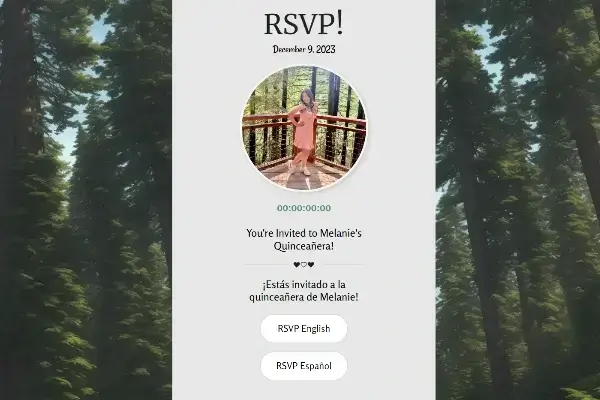 RSVP!
December 9, 2023
00:00:00:00
You're Invited to Melanie's
Quinceañera!
¡Estás invitado a la
quinceañera de Melanie!
RSVP English
RSVP Español